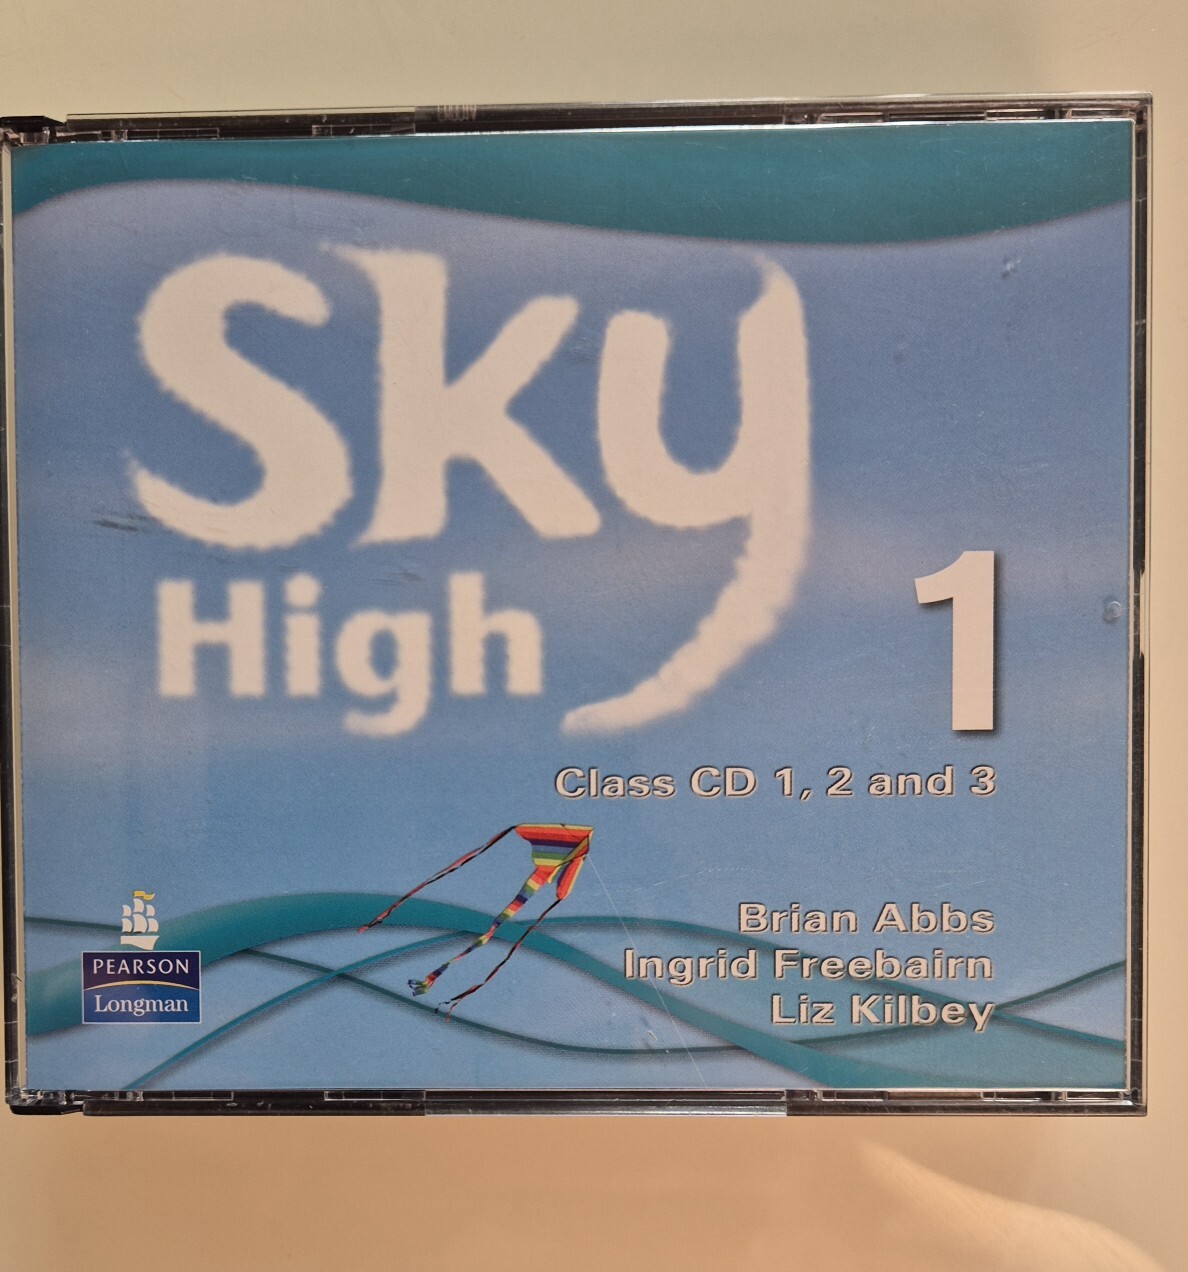 Sky
High
1
Class CD 1, 2 and 3
Brian Abbs
Ingrid Freebairn
Liz Kilbey
PEARSON
Longman